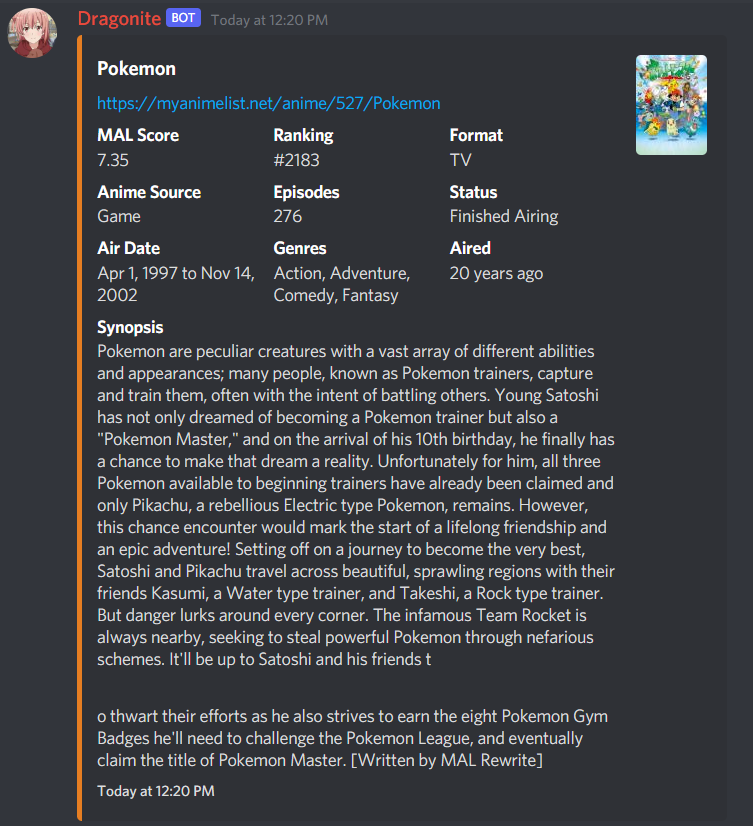 Dragonite BOT Today at 12:20 PM
Pokemon
https://myanimelist.net/anime/527/Pokemon
MAL Score Ranking Format
7.35 #2183 TV
Anime Source Episodes Status
Game 276 Finished Airing
Air Date Genres Aired
Apr 1, 1997 to Nov 14, Action, Adventure, 20 years ago
2002 Comedy, Fantasy
Synopsis
Pokemon are peculiar creatures with a vast array of different abilities
and appearances; many people, known as Pokemon trainers, capture
and train them, often with the intent of battling others. Young Satoshi
has not only dreamed of becoming a Pokemon trainer but also a
"Pokemon Master," and on the arrival of his 10th birthday, he finally has
a chance to make that dream a reality. Unfortunately for him, all three
Pokemon available to beginning trainers have already been claimed and
only Pikachu, a rebellious Electric type Pokemon, remains. However,
this chance encounter would mark the start of a lifelong friendship and
an epic adventure! Setting off on a journey to become the very best,
Satoshi and Pikachu travel across beautiful, sprawling regions with their
friends Kasumi, a Water type trainer, and Takeshi, a Rock type trainer.
But danger lurks around every corner. The infamous Team Rocket is
always nearby, seeking to steal powerful Pokemon through nefarious
schemes. It'll be up to Satoshi and his friends t
o thwart their efforts as he also strives to earn the eight Pokemon Gym
Badges he'll need to challenge the Pokemon League, and eventually
claim the title of Pokemon Master. [Written by MAL Rewrite]
Today at 12:20 PM